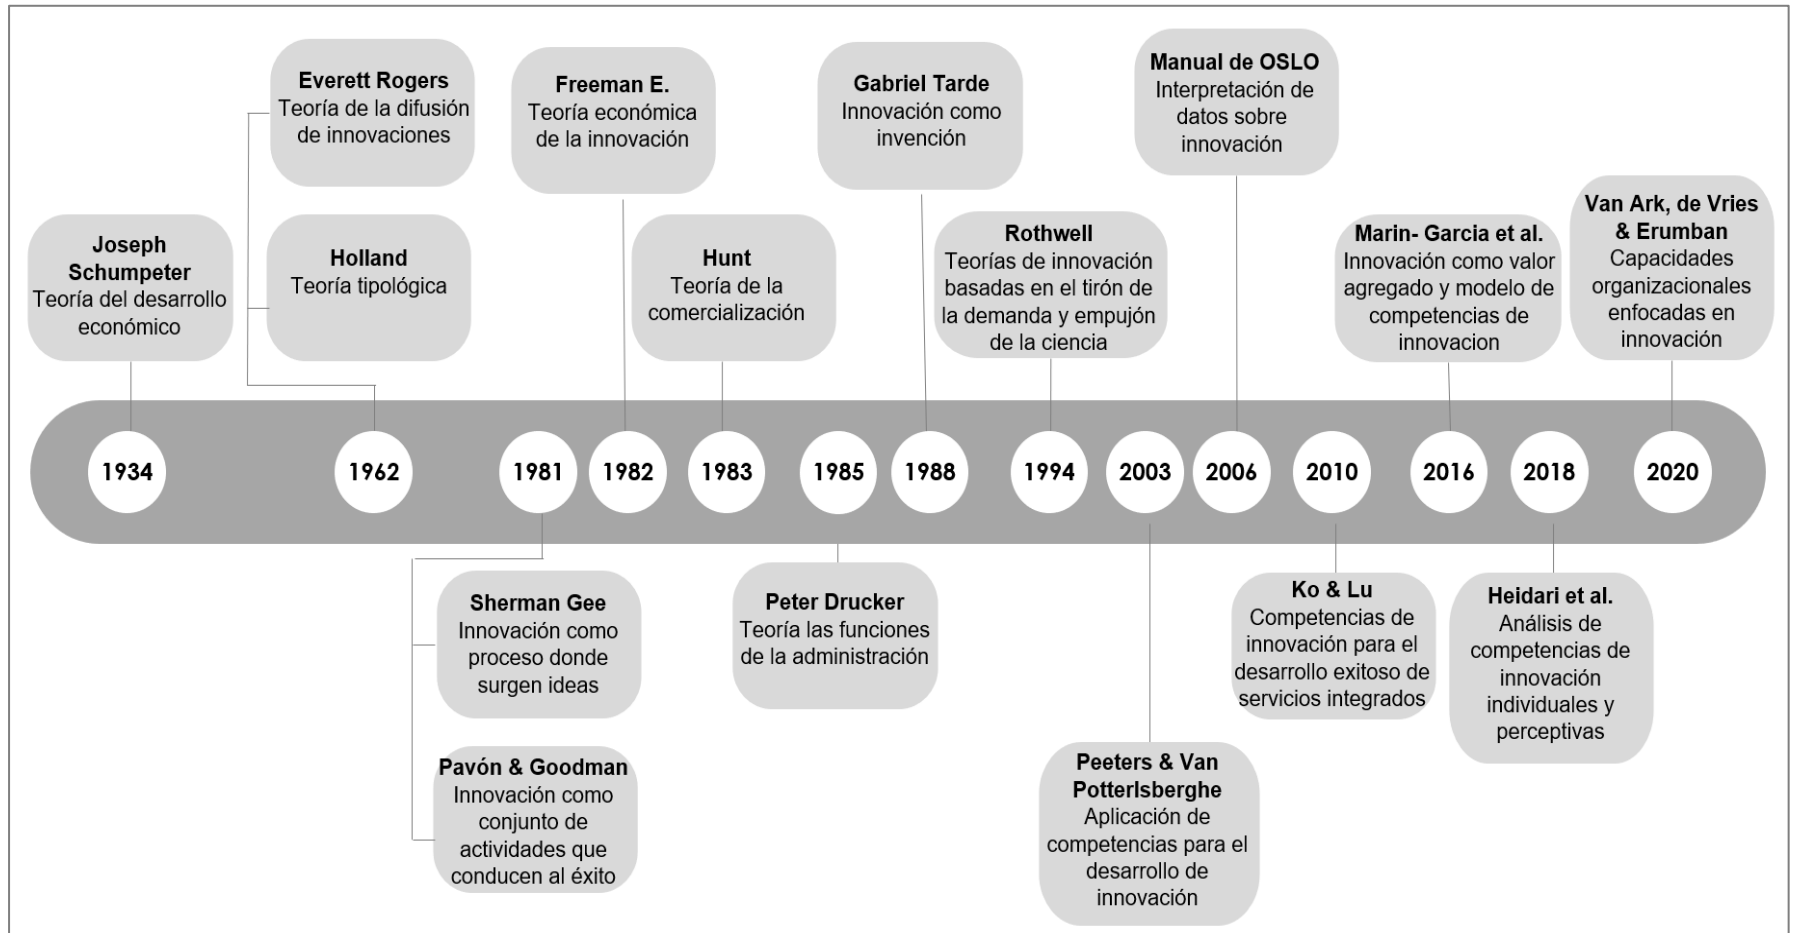 Everett Rogers
Teoría de la difusión
de innovaciones
Freeman E.
Teoría económica
de la innovación
Gabriel Tarde
Innovación como
invención
Manual de OSLO
Interpretación de
datos sobre
innovación
Joseph
Schumpeter
Teoría del desarrollo
económico
Holland
Teoría tipológica
Hunt
Teoría de la
comercialización
Rothwell
Teorías de innovación
basadas en el tirón de
la demanda y empujón
de la ciencia
Marin- Garcia et al.
Innovación como valor
agregado y modelo de
competencias de
innovacion
Van Ark, de Vries
& Erumban
Capacidades
organizacionales
enfocadas en
innovación
1934
1962
1981
1982
1983
1985
1988
1994
2003
2006
2010
2016
2018
2020
Sherman Gee
Innovación como
proceso donde
surgen ideas
Pavón & Goodman
Innovación como
conjunto de
actividades que
conducen al éxito
Peter Drucker
Teoría las funciones
de la administración
Peeters & Van
Potterlsberghe
Aplicación de
competencias para el
desarrollo de
innovación
Ko & Lu
Competencias de
innovación para el
desarrollo exitoso de
servicios integrados
Heidari et al.
Análisis de
competencias de
innovación
individuales y
perceptivas